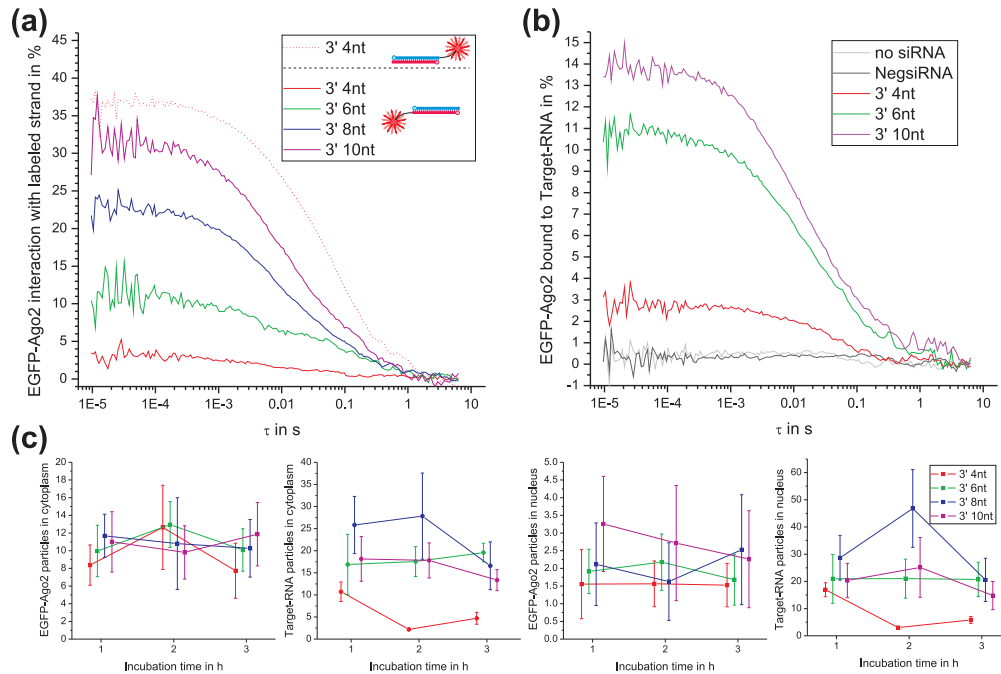 (a)
EGFP-Ago2 interaction with labeled strand in %
45
40
35
30
25
20
15
10
5
0
3' 4nt
3' 4nt
3' 6nt
3' 8nt
3' 10nt
1E-5 1E-4 1E-3 0.01 0.1 1
τ in s
(b)
EGFP-Ago2 bound to Target-RNA in %
15
14
13
12
11
10
9
8
7
6
5
4
3
2
1
0
-1
no siRNA
NegsiRNA
3' 4nt
3' 6nt
3' 10nt
1E-5 1E-4 1E-3 0.01 0.1 1
τ in s
(c)
EGFP-Ago2 particles in cytoplasm
20
18
16
14
12
10
8
6
4
2
0
1 2 3
Incubation time in h
Target-RNA particles in cytoplasm
40
35
30
25
20
15
10
5
0
1 2 3
Incubation time in h
EGFP-Ago2 particles in nucleus
5.0
4.5
4.0
3.5
3.0
2.5
2.0
1.5
1.0
0.5
0.0
1 2 3
Incubation time in h
Target-RNA particles in nucleus
60
50
40
30
20
10
0
3' 4nt
3' 6nt
3' 8nt
3' 10nt
1 2 3
Incubation time in h